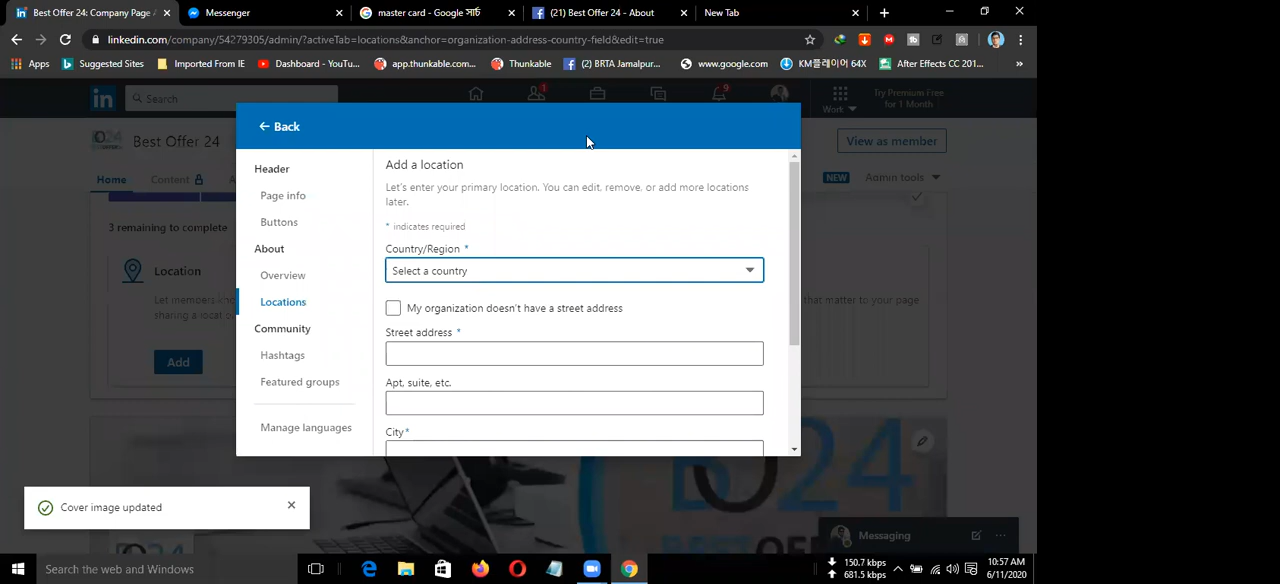 Best Offer 24: Company Page /
Messenger
master card - Google সার্চ
(21) Best Offer 24 - About
New Tab
linkedin.com/company/54279305/admin/?activeTab=locations&anchor=organization-address-country-field&edit=true
Apps
Suggested Sites
Imported From IE
Dashboard - YouTu...
app.thunkable.com...
Thunkable
(2) BRTA Jamalpur...
www.google.com
KM플레이어 64X
After Effects CC 201...
»
in
Search
1
9
Work
Try Premium Free
for 1 Month
Best Offer 24
View as member
Home
Content
NEW
Admin tools
3 remaining to complete
Location
Let members kno
sharing a locat
Add
that matter to your page
← Back
Header
Page info
Buttons
About
Overview
Locations
Community
Hashtags
Featured groups
Manage languages
Add a location
Let's enter your primary location. You can edit, remove, or add more locations
later.
* indicates required
Country/Region *
Select a country
My organization doesn't have a street address
Street address *
Apt, suite, etc.
City*
Cover image updated
Messaging
Search the web and Windows
150.7 kbps
681.5 kbps
10:57 AM
6/11/2020